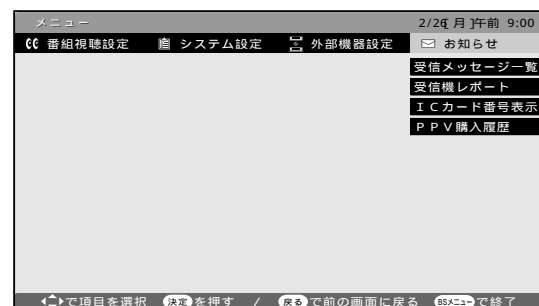 メニュー 2/26[月]午前 9:00
番組視聴設定 システム設定 外部機器設定 お知らせ
受信メッセージ一覧
受信機レポート
ICカード番号表示
PPV購入履歴
で項目を選択 決定を押す / 戻るで前の画面に戻る BSメニューで終了